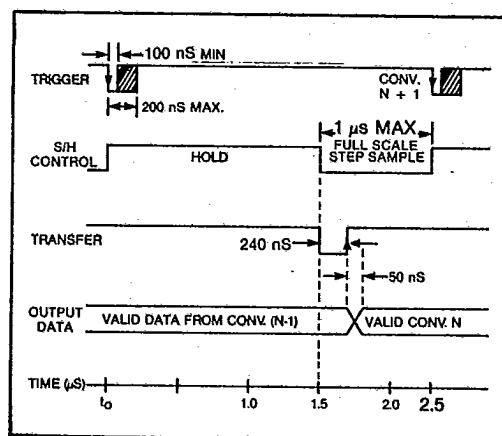 100 nS MIN
TRIGGER
CONV.
N + 1
200 nS MAX.
1 μs MAX
FULL SCALE
STEP SAMPLE
S/H
CONTROL
HOLD
TRANSFER
240 nS
50 nS
OUTPUT
DATA
VALID DATA FROM CONV. (N-1)
VALID CONV. N
TIME (μS)
to
1.0
1.5
2.0
2.5